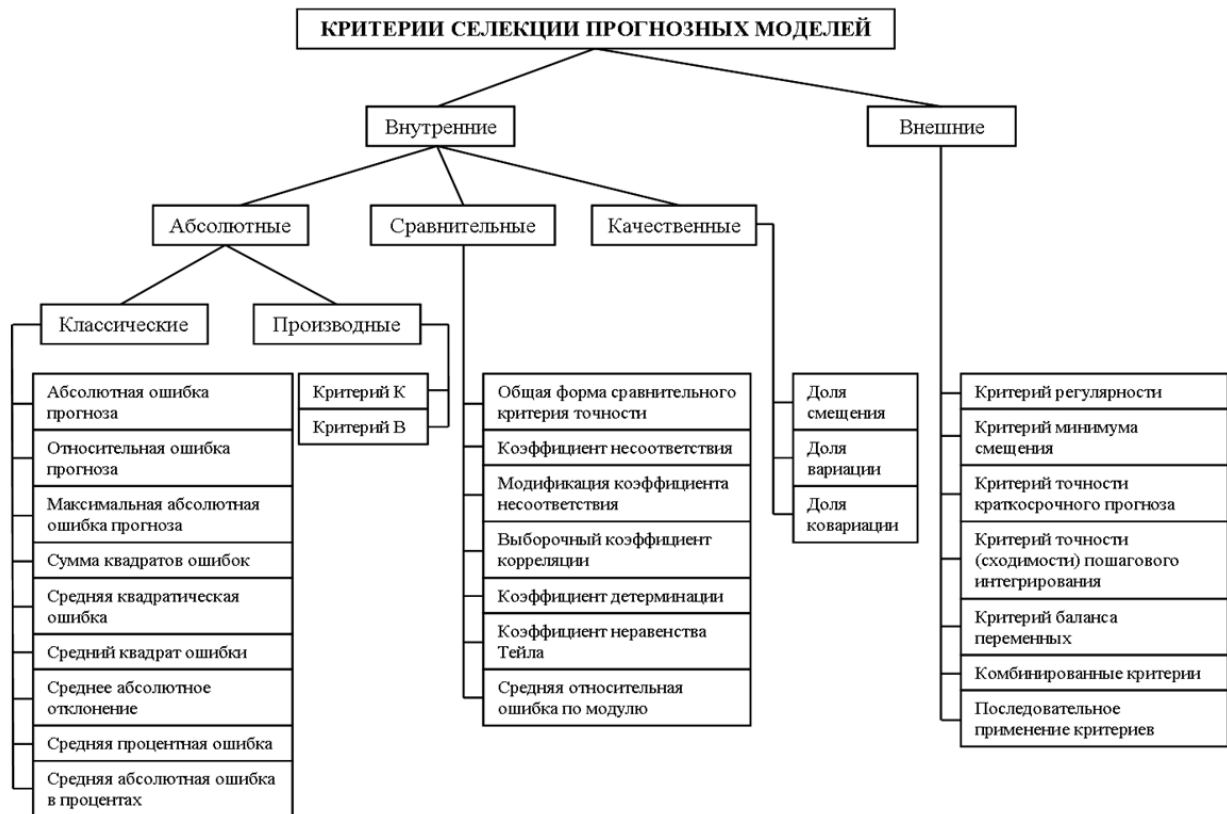 КРИТЕРИИ СЕЛЕКЦИИ ПРОГНОЗНЫХ МОДЕЛЕЙ
Внутренние
Внешние
Абсолютные
Сравнительные
Качественные
Классические
Производные
Абсолютная ошибка
прогноза
Относительная ошибка
прогноза
Максимальная абсолютная
ошибка прогноза
Сумма квадратов ошибок
Средняя квадратическая
ошибка
Средний квадрат ошибки
Среднее абсолютное
отклонение
Средняя процентная ошибка
Средняя абсолютная ошибка
в процентах
Критерий К
Критерий В
Общая форма сравнительного
критерия точности
Коэффициент несоответствия
Модификация коэффициента
несоответствия
Выборочный коэффициент
корреляции
Коэффициент детерминации
Коэффициент неравенства
Тейла
Средняя относительная
ошибка по модулю
Доля
смещения
Доля
вариации
Доля
ковариации
Критерий регулярности
Критерий минимума
смещения
Критерий точности
краткосрочного прогноза
Критерий точности
(сходимости) пошагового
интегрирования
Критерий баланса
переменных
Комбинированные критерии
Последовательное
применение критериев